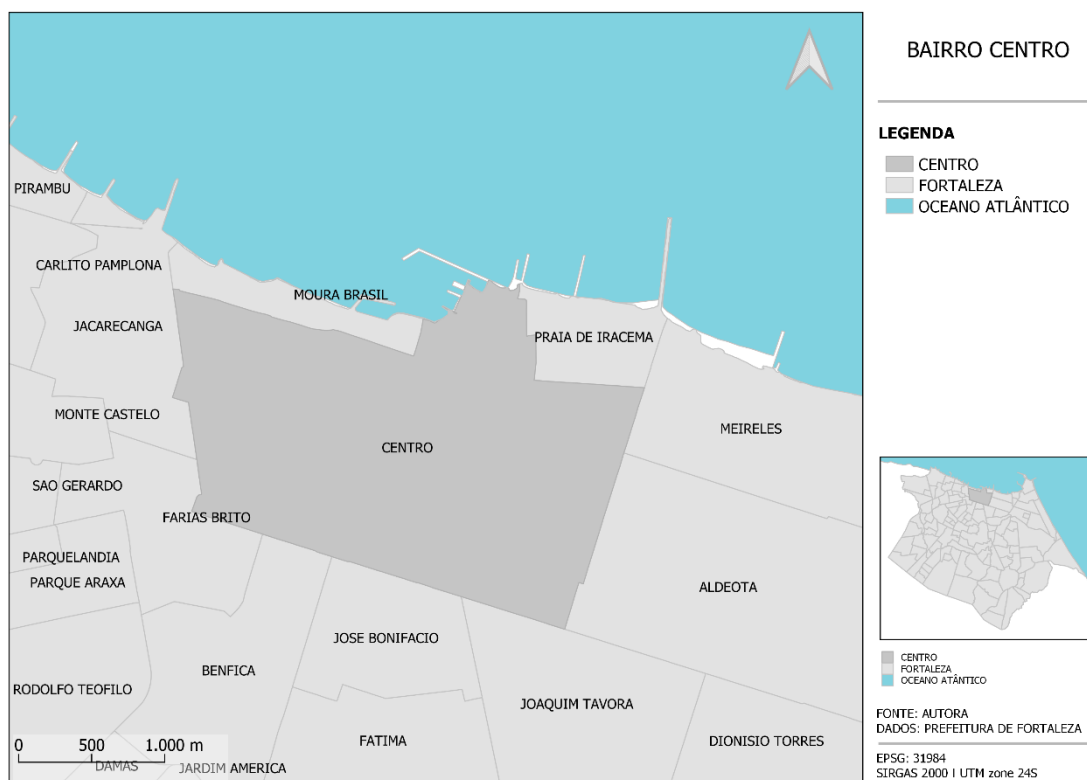 BAIRRO CENTRO
LEGENDA
CENTRO
FORTALEZA
OCEANO ATLÂNTICO
PIRAMBU
CARLITO PAMPLONA
MOURA BRASIL
JACARECANGA
PRAIA DE IRACEMA
MONTE CASTELO
MEIRELES
CENTRO
SAO GERARDO
FARIAS BRITO
PARQUELANDIA
PARQUE ARAXA
ALDEOTA
JOSE BONIFACIO
BENFICA
RODOLFO TEOFILO
JOAQUIM TAVORA
FATIMA
DIONISIO TORRES
0 500 1.000 m
DAMAS
JARDIM AMERICA
CENTRO
FORTALEZA
OCEANO ATÂNTICO
FONTE: AUTORA
DADOS: PREFEITURA DE FORTALEZA
EPSG: 31984
SIRGAS 2000 | UTM zone 24S